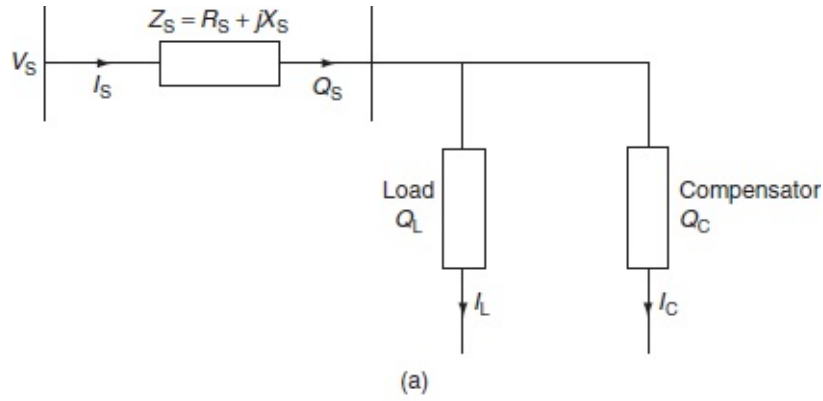 Z_S = R_S + jX_S
V_S
I_S
Q_S
Load
Q_L
Compensator
Q_C
I_L
I_C
(a)